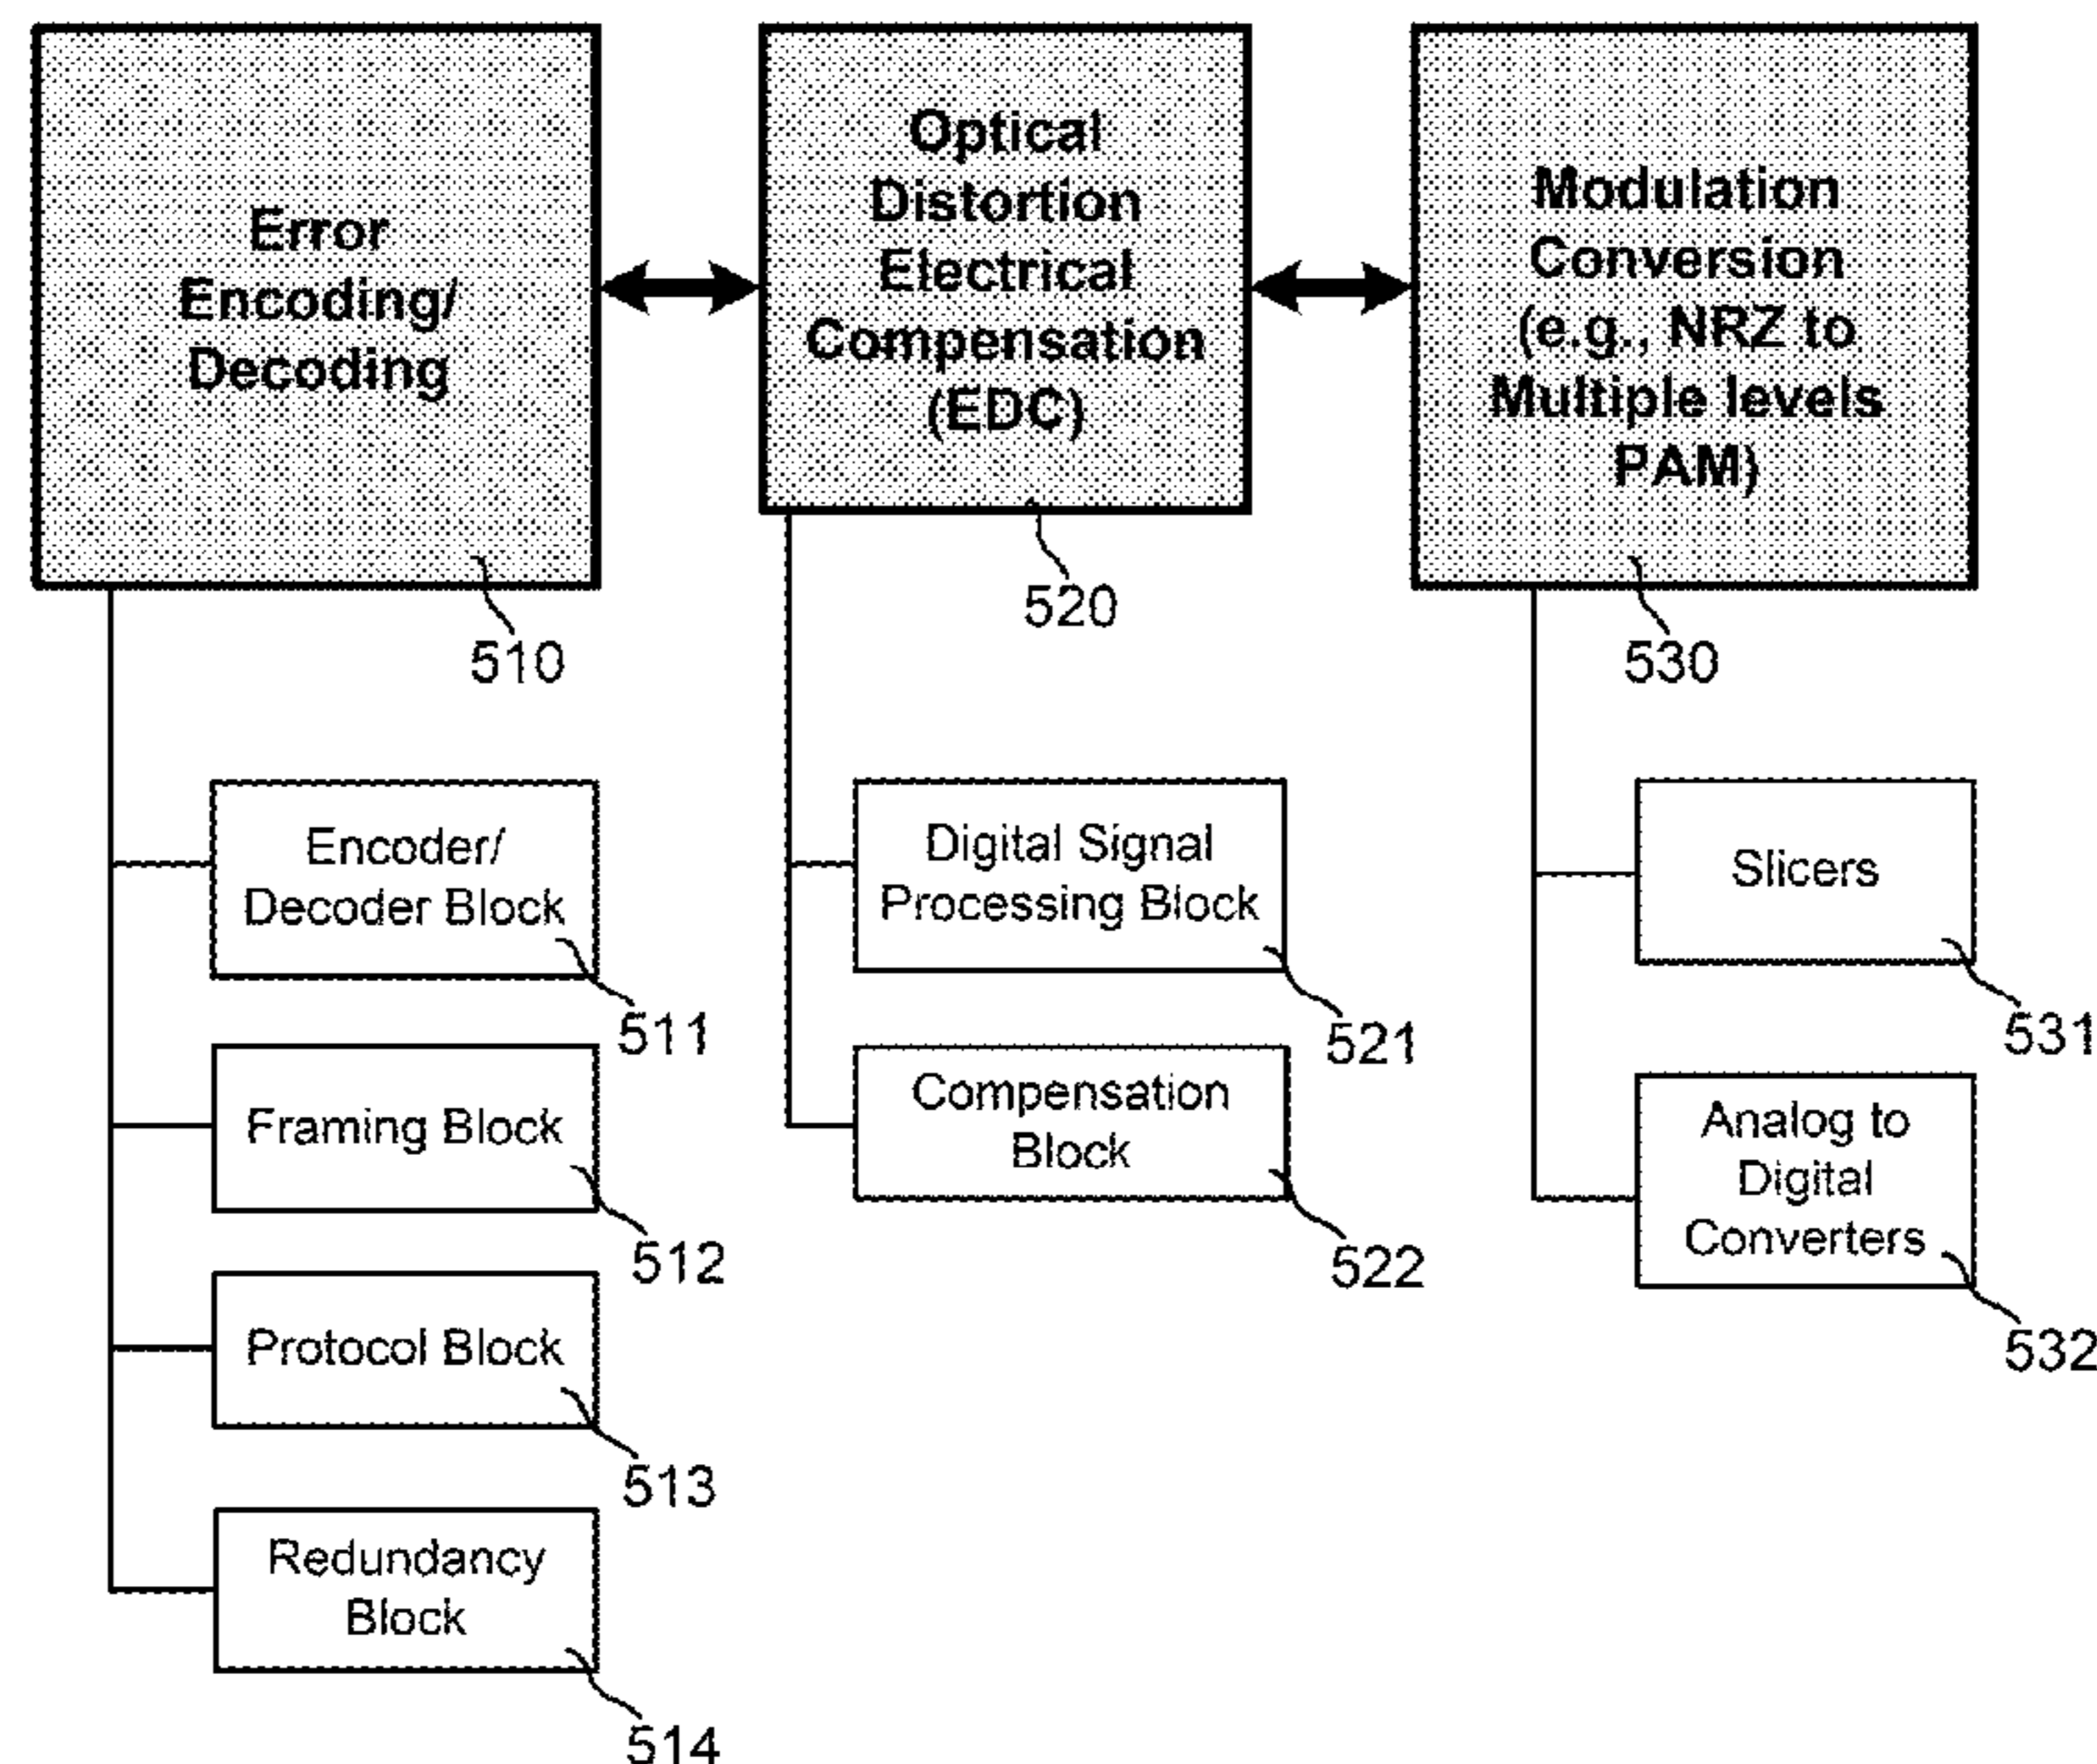 Error
Encoding/
Decoding
510
Optical
Distortion
Electrical
Compensation
(EDC)
520
Modulation
Conversion
(e.g., NRZ to
Multiple levels
PAM)
530
Encoder/
Decoder Block
511
Framing Block
512
Protocol Block
513
Redundancy
Block
514
Digital Signal
Processing Block
521
Compensation
Block
522
Slicers
531
Analog to
Digital
Converters
532